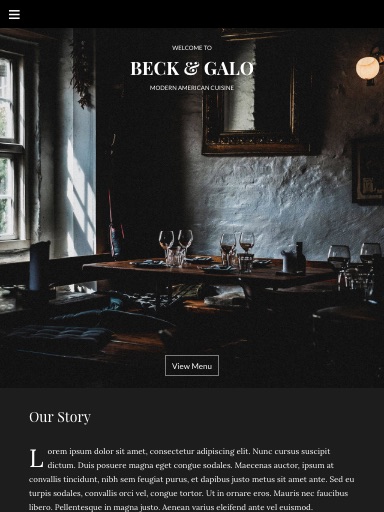 WELCOME TO
BECK & GALO
MODERN AMERICAN CUISINE
View Menu
Our Story
Lorem ipsum dolor sit amet, consectetur adipiscing elit. Nunc cursus suscipit
dictum. Duis posuere magna eget congue sodales. Maecenas auctor, ipsum at
convallis tincidunt, nibh sem feugiat purus, et dapibus justo metus sit amet ante. Sed eu
turpis sodales, convallis orci vel, congue tortor. Ut in ornare eros. Mauris nec faucibus
libero. Pellentesque in magna justo. Aenean varius eleifend ante vel euismod.